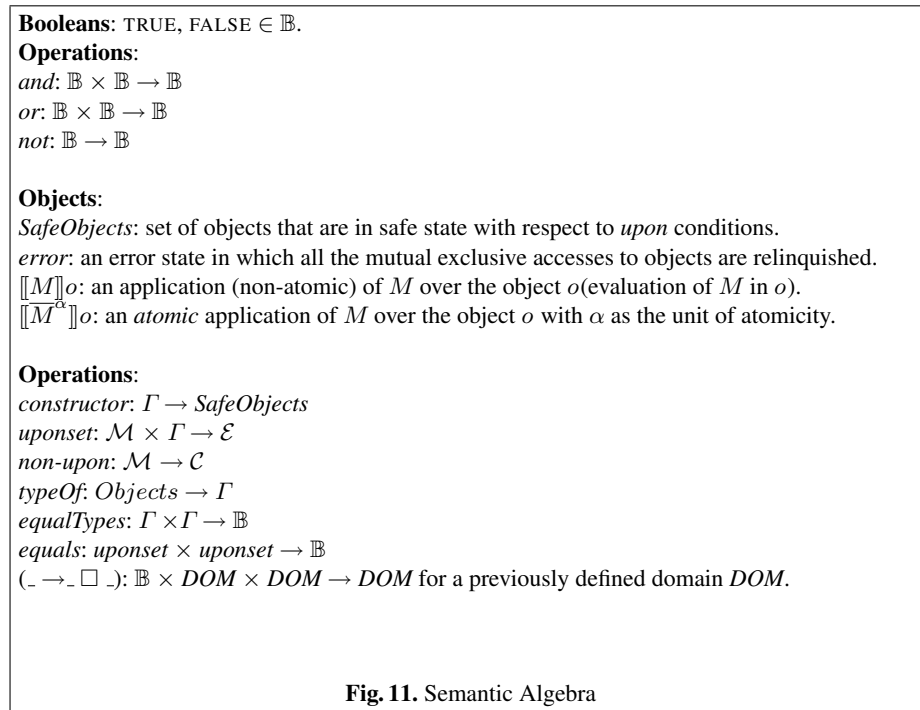 Booleans: TRUE, FALSE ∈ 𝔹.
Operations:
and: 𝔹 × 𝔹 → 𝔹
or: 𝔹 × 𝔹 → 𝔹
not: 𝔹 → 𝔹
Objects:
SafeObjects: set of objects that are in safe state with respect to upon conditions.
error: an error state in which all the mutual exclusive accesses to objects are relinquished.
⟦M⟧o: an application (non-atomic) of M over the object o(evaluation of M in o).
⟦M̅^α⟧o: an atomic application of M over the object o with α as the unit of atomicity.
Operations:
constructor: Γ → SafeObjects
uponset: ℳ × Γ → ℰ
non-upon: ℳ → 𝒞
typeOf: Objects → Γ
equalTypes: Γ × Γ → 𝔹
equals: uponset × uponset → 𝔹
(_ →_ □ _): 𝔹 × DOM × DOM → DOM for a previously defined domain DOM.
Fig. 11. Semantic Algebra